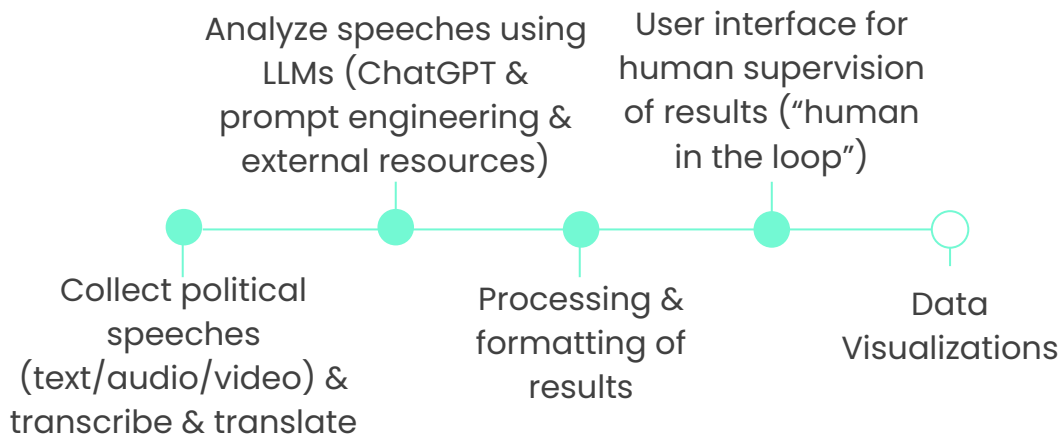 Analyze speeches using
LLMs (ChatGPT &
prompt engineering &
external resources)
User interface for
human supervision
of results (“human
in the loop”)
Collect political
speeches
(text/audio/video) &
transcribe & translate
Processing &
formatting of
results
Data
Visualizations